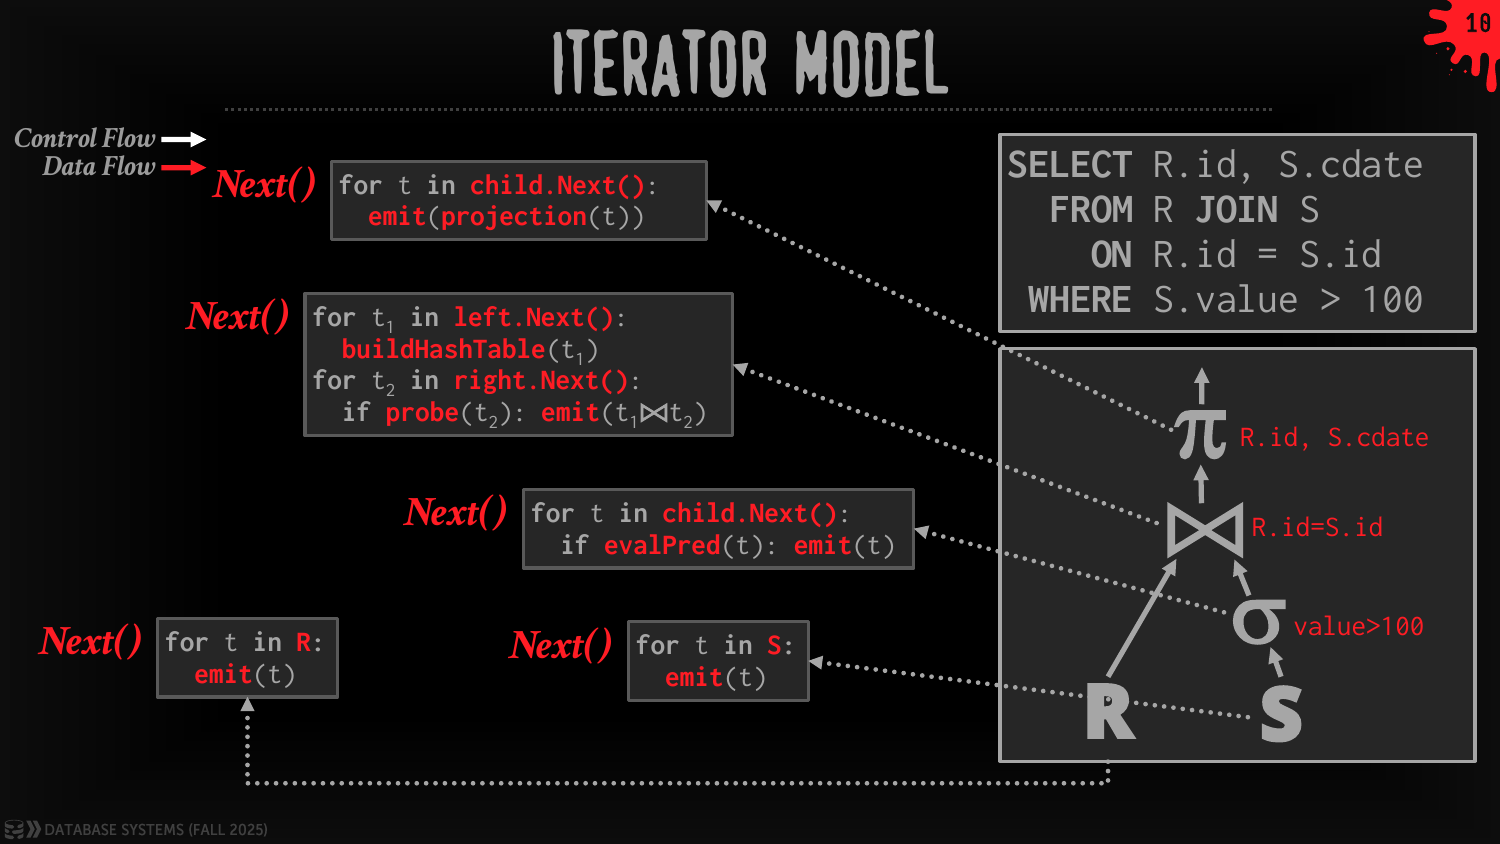 10
ITERATOR MODEL
Control Flow
Data Flow
Next()
for t in child.Next():
emit(projection(t))
Next()
for t₁ in left.Next():
buildHashTable(t₁)
for t₂ in right.Next():
if probe(t₂): emit(t₁⨝t₂)
Next()
for t in child.Next():
if evalPred(t): emit(t)
Next()
for t in R:
emit(t)
Next()
for t in S:
emit(t)
SELECT R.id, S.cdate
FROM R JOIN S
ON R.id = S.id
WHERE S.value > 100
π R.id, S.cdate
⨝ R.id=S.id
σ value>100
R S
DATABASE SYSTEMS (FALL 2025)